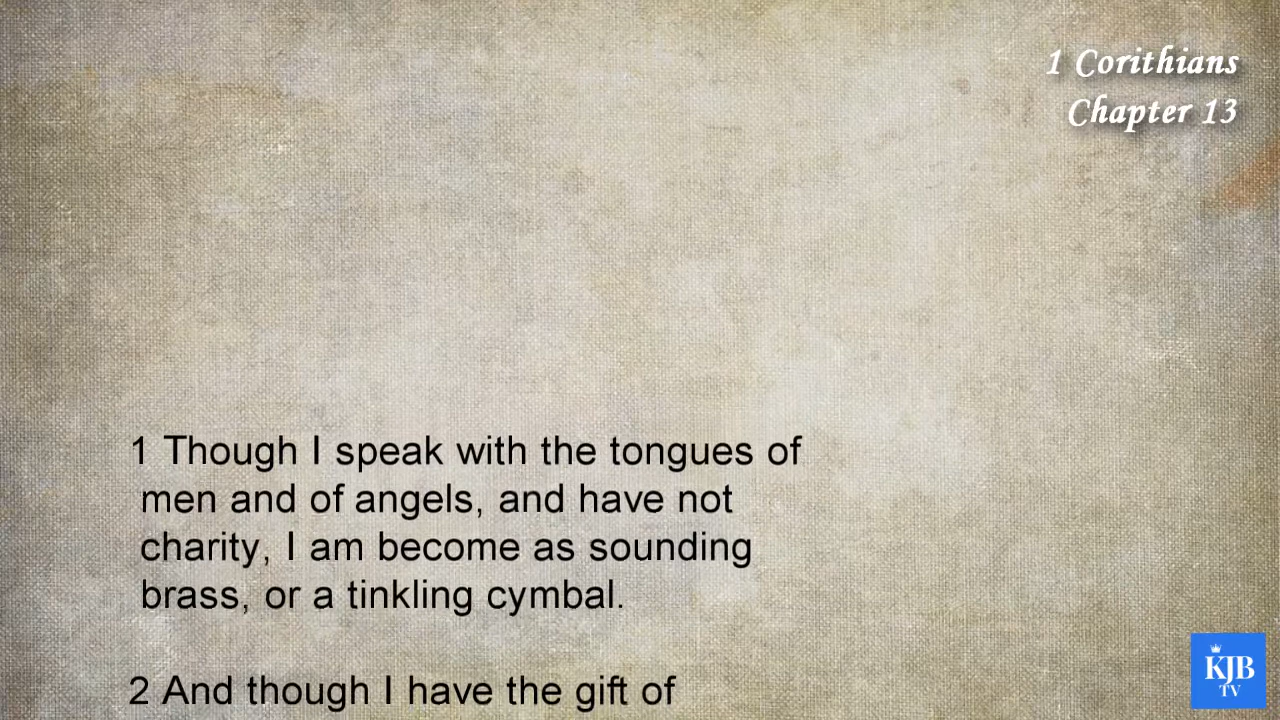 1 Corithians
Chapter 13
1 Though I speak with the tongues of
men and of angels, and have not
charity, I am become as sounding
brass, or a tinkling cymbal.
2 And though I have the gift of
KJB
TV